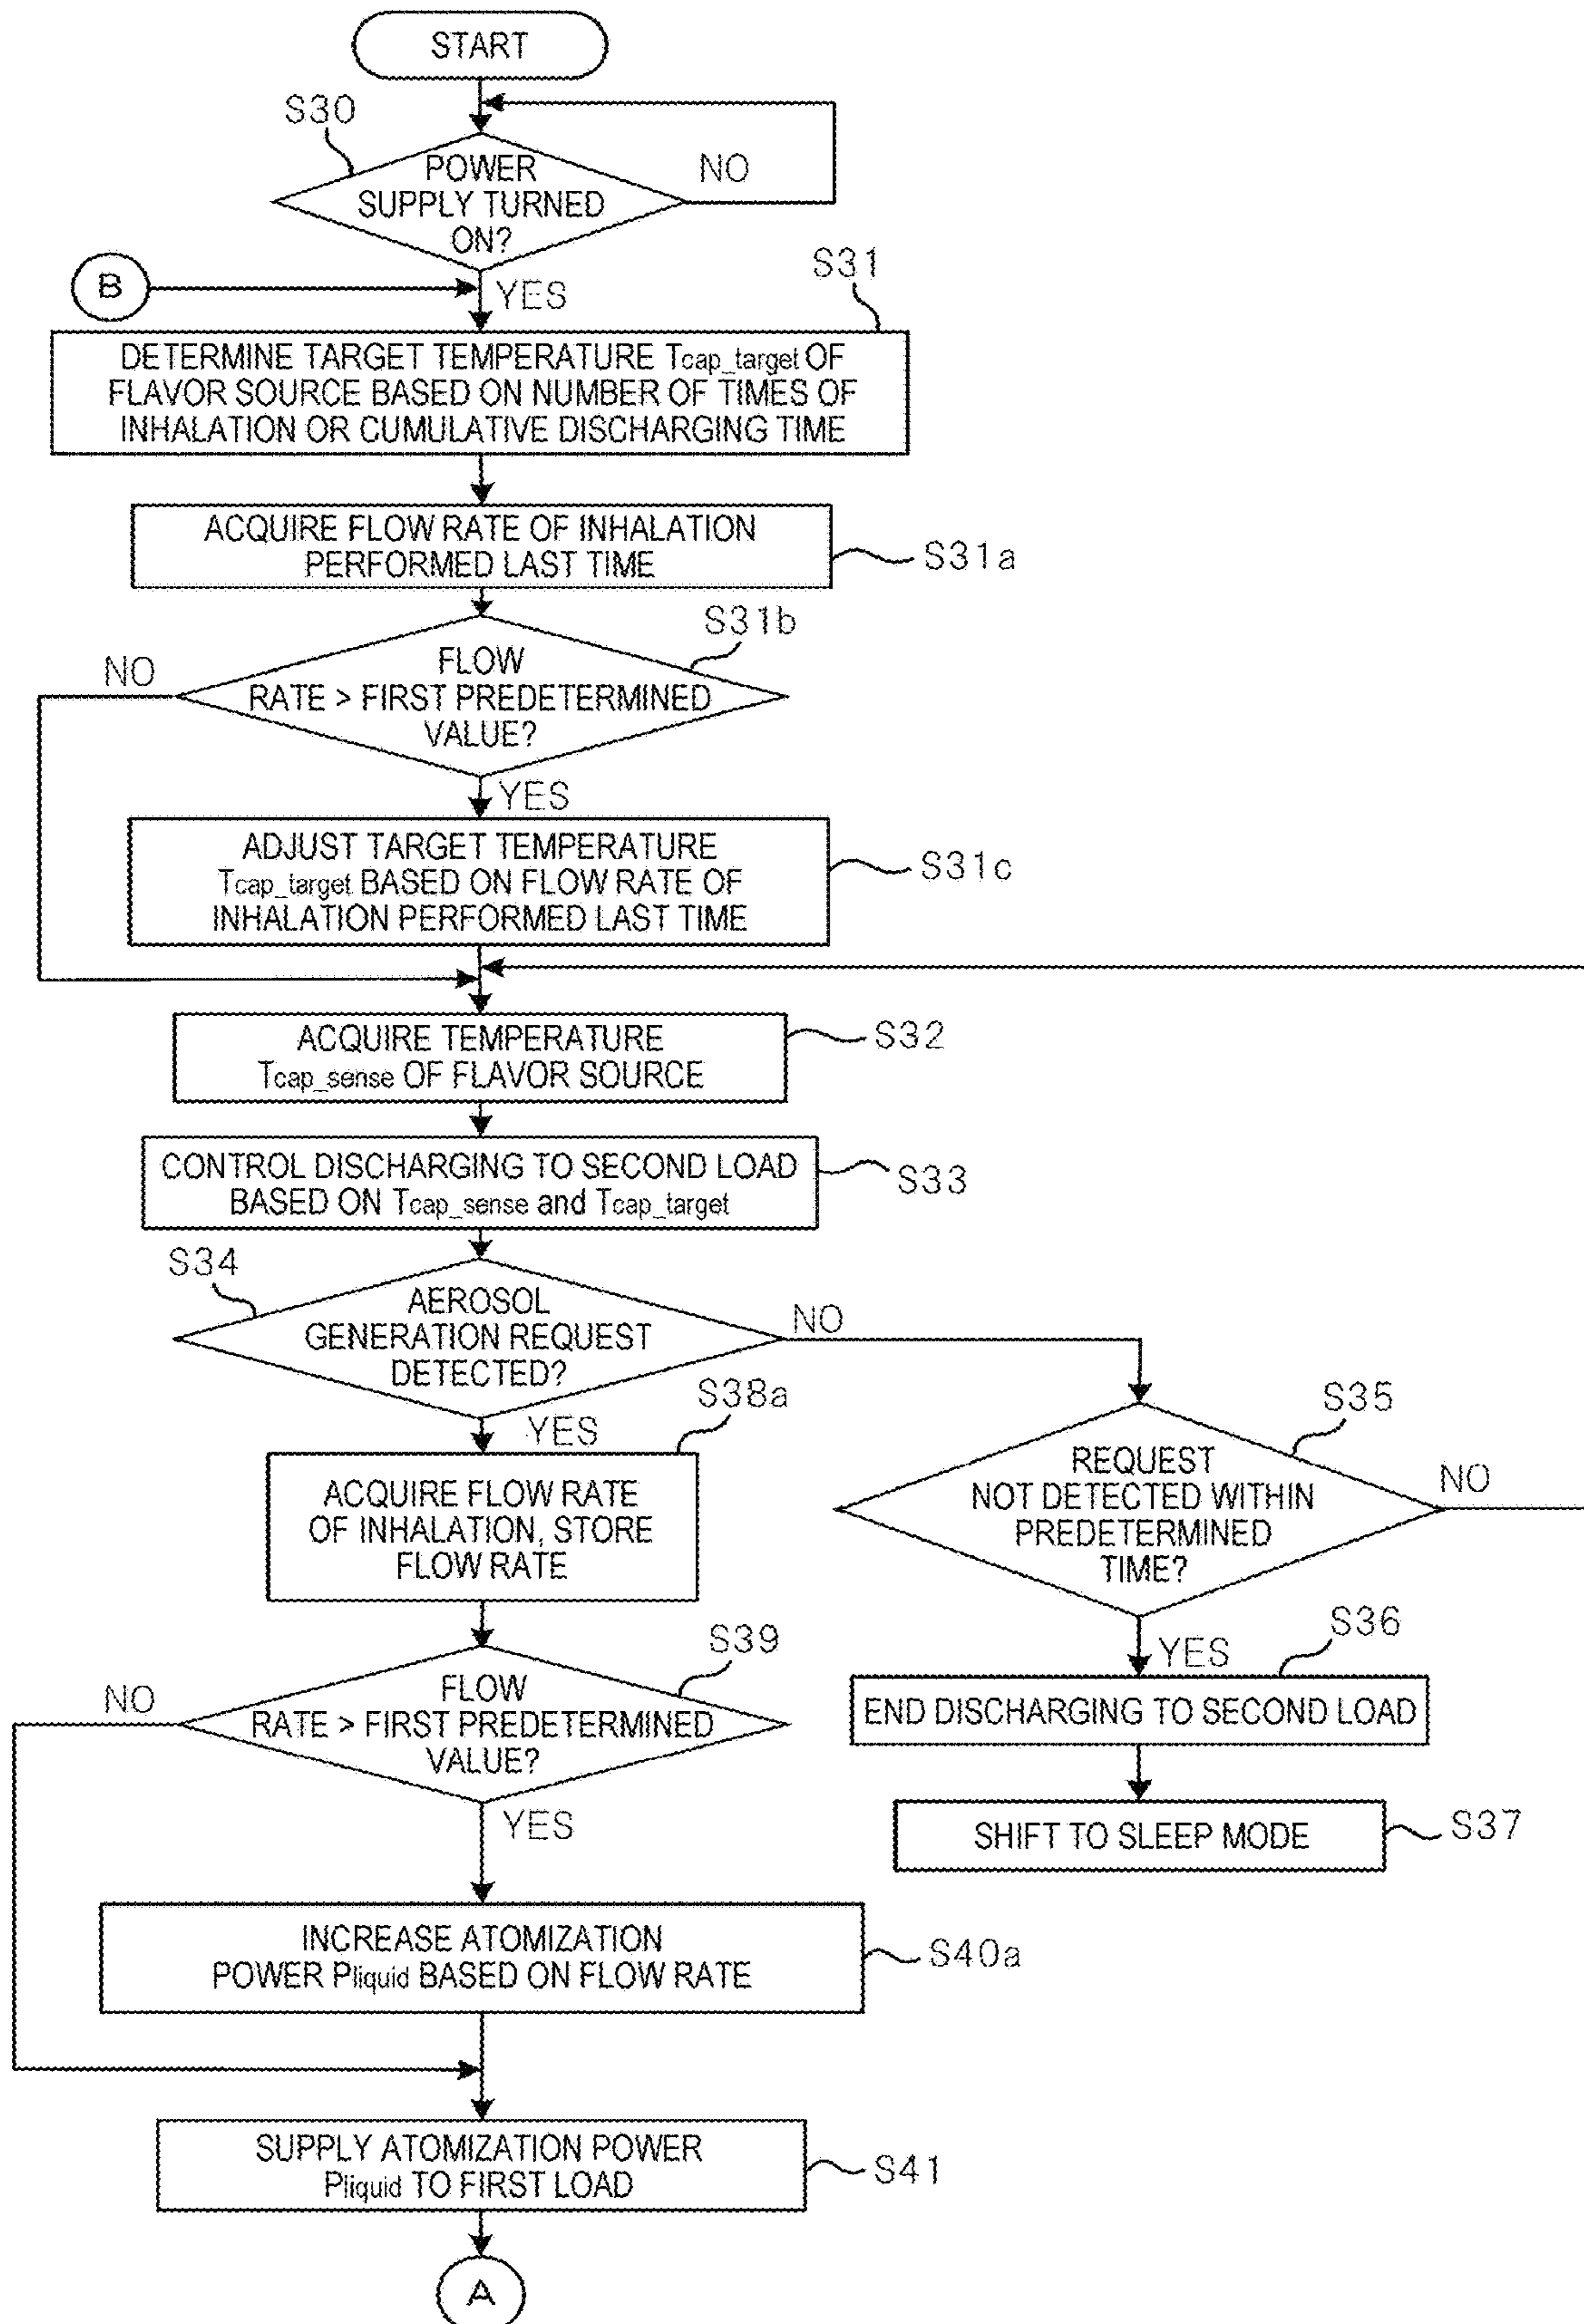 START
S30
POWER
SUPPLY TURNED
ON?
NO
B
YES
S31
DETERMINE TARGET TEMPERATURE Tcap_target OF
FLAVOR SOURCE BASED ON NUMBER OF TIMES OF
INHALATION OR CUMULATIVE DISCHARGING TIME
ACQUIRE FLOW RATE OF INHALATION
PERFORMED LAST TIME
S31a
S31b
NO
FLOW
RATE > FIRST PREDETERMINED
VALUE?
YES
ADJUST TARGET TEMPERATURE
Tcap_target BASED ON FLOW RATE OF
INHALATION PERFORMED LAST TIME
S31c
ACQUIRE TEMPERATURE
Tcap_sense OF FLAVOR SOURCE
S32
CONTROL DISCHARGING TO SECOND LOAD
BASED ON Tcap_sense and Tcap_target
S33
S34
AEROSOL
GENERATION REQUEST
DETECTED?
NO
YES
S38a
ACQUIRE FLOW RATE
OF INHALATION, STORE
FLOW RATE
S35
REQUEST
NOT DETECTED WITHIN
PREDETERMINED
TIME?
NO
YES
S36
END DISCHARGING TO SECOND LOAD
SHIFT TO SLEEP MODE
S37
S39
NO
FLOW
RATE > FIRST PREDETERMINED
VALUE?
YES
INCREASE ATOMIZATION
POWER Pliquid BASED ON FLOW RATE
S40a
SUPPLY ATOMIZATION POWER
Pliquid TO FIRST LOAD
S41
A